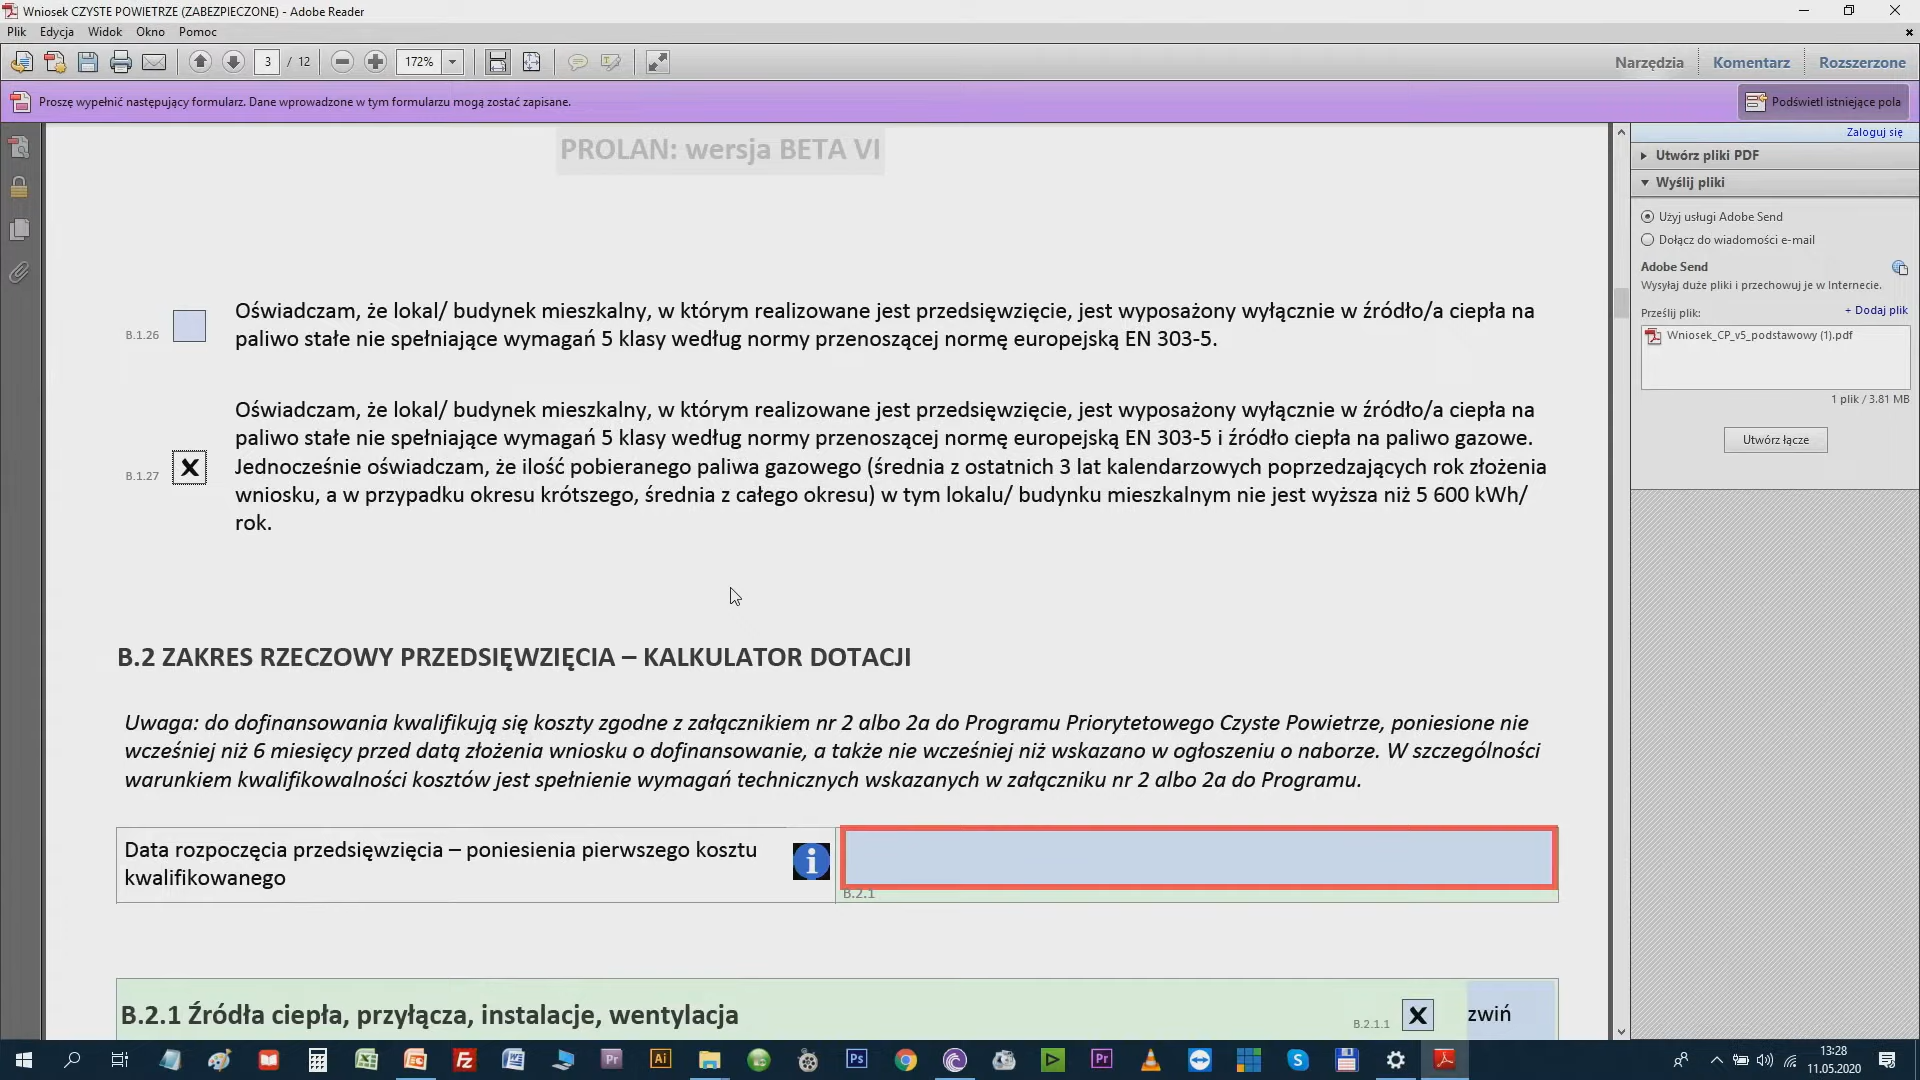 Wniosek CZYSTE POWIETRZE (ZABEZPIECZONE) - Adobe Reader
Plik Edycja Widok Okno Pomoc
3 / 12 172% Narzędzia Komentarz Rozszerzone
Proszę wypełnić następujący formularz. Dane wprowadzone w tym formularzu mogą zostać zapisane.
Podświetl istniejące pola
PROLAN: wersja BETA VI
B.1.26
Oświadczam, że lokal/ budynek mieszkalny, w którym realizowane jest przedsięwzięcie, jest wyposażony wyłącznie w źródło/a ciepła na
paliwo stałe nie spełniające wymagań 5 klasy według normy przenoszącej normę europejską EN 303-5.
B.1.27
X
Oświadczam, że lokal/ budynek mieszkalny, w którym realizowane jest przedsięwzięcie, jest wyposażony wyłącznie w źródło/a ciepła na
paliwo stałe nie spełniające wymagań 5 klasy według normy przenoszącej normę europejską EN 303-5 i źródło ciepła na paliwo gazowe.
Jednocześnie oświadczam, że ilość pobieranego paliwa gazowego (średnia z ostatnich 3 lat kalendarzowych poprzedzających rok złożenia
wniosku, a w przypadku okresu krótszego, średnia z całego okresu) w tym lokalu/ budynku mieszkalnym nie jest wyższa niż 5 600 kWh/
rok.
B.2 ZAKRES RZECZOWY PRZEDSIĘWZIĘCIA – KALKULATOR DOTACJI
Uwaga: do dofinansowania kwalifikują się koszty zgodne z załącznikiem nr 2 albo 2a do Programu Priorytetowego Czyste Powietrze, poniesione nie
wcześniej niż 6 miesięcy przed datą złożenia wniosku o dofinansowanie, a także nie wcześniej niż wskazano w ogłoszeniu o naborze. W szczególności
warunkiem kwalifikowalności kosztów jest spełnienie wymagań technicznych wskazanych w załączniku nr 2 albo 2a do Programu.
Data rozpoczęcia przedsięwzięcia – poniesienia pierwszego kosztu
kwalifikowanego
B.2.1
B.2.1 Źródła ciepła, przyłącza, instalacje, wentylacja
B.2.1.1
X
zwiń
Zaloguj się
Utwórz pliki PDF
Wyślij pliki
Użyj usługi Adobe Send
Dołącz do wiadomości e-mail
Adobe Send
Wysyłaj duże pliki i przechowuj je w Internecie.
Prześlij plik:
+ Dodaj plik
Wniosek_CP_v5_podstawowy (1).pdf
1 plik / 3.81 MB
Utwórz łącze
Pr Ai Ps Pr
13:28
11.05.2020